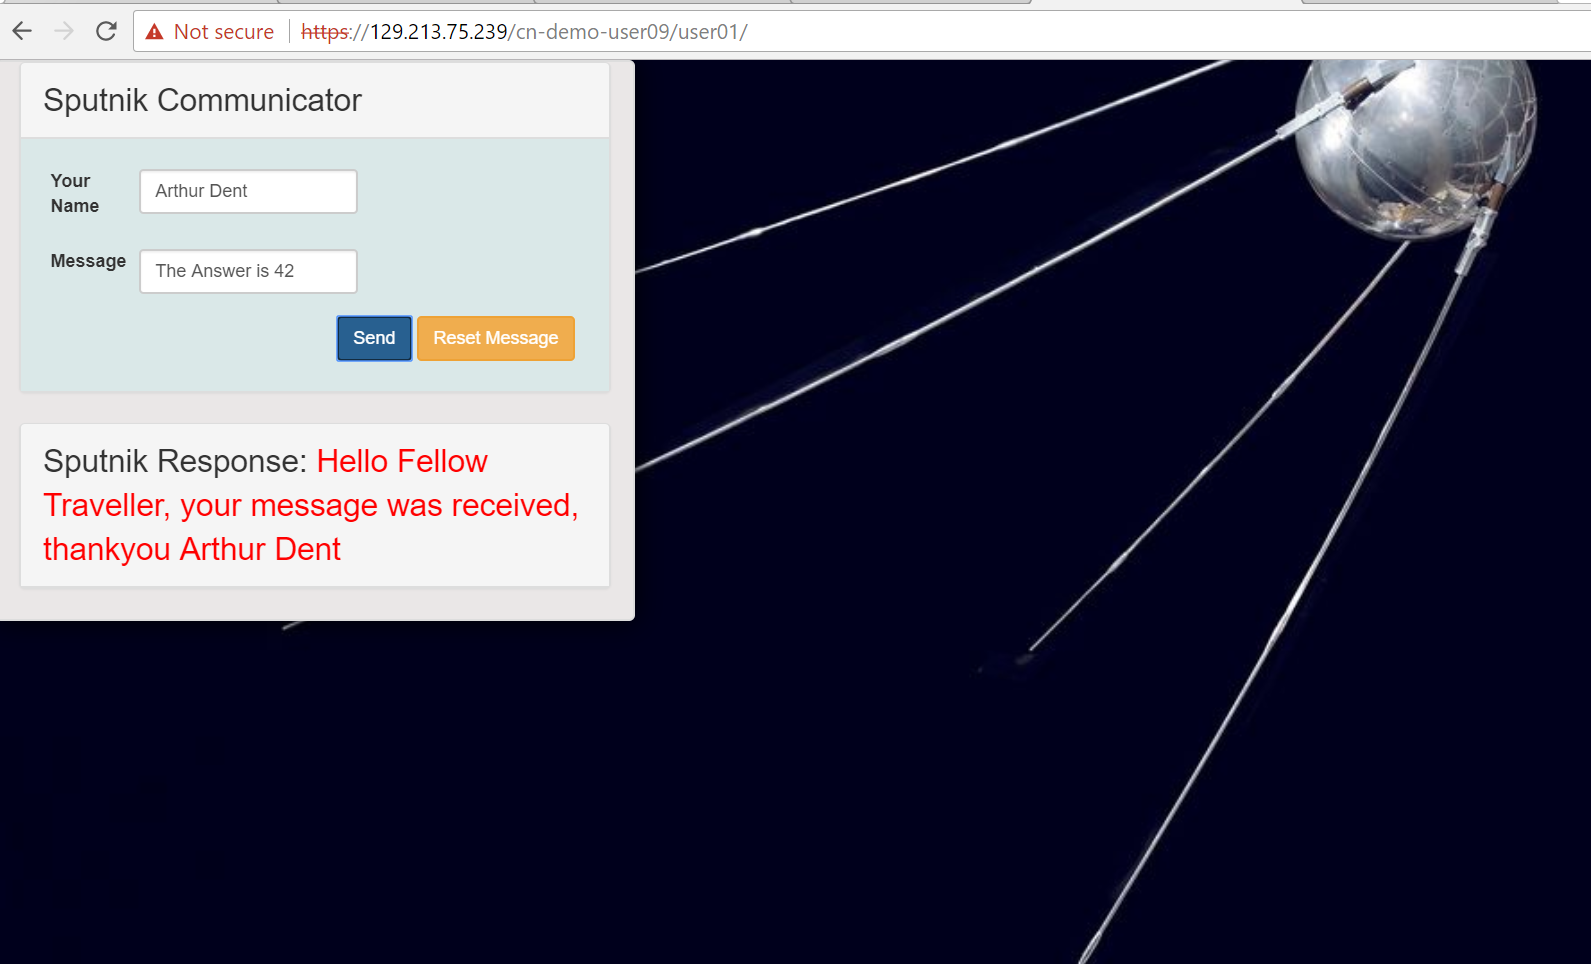 Not secure https://129.213.75.239/cn-demo-user09/user01/
Sputnik Communicator
Your
Name
Arthur Dent
Message
The Answer is 42
Send Reset Message
Sputnik Response: Hello Fellow
Traveller, your message was received,
thankyou Arthur Dent